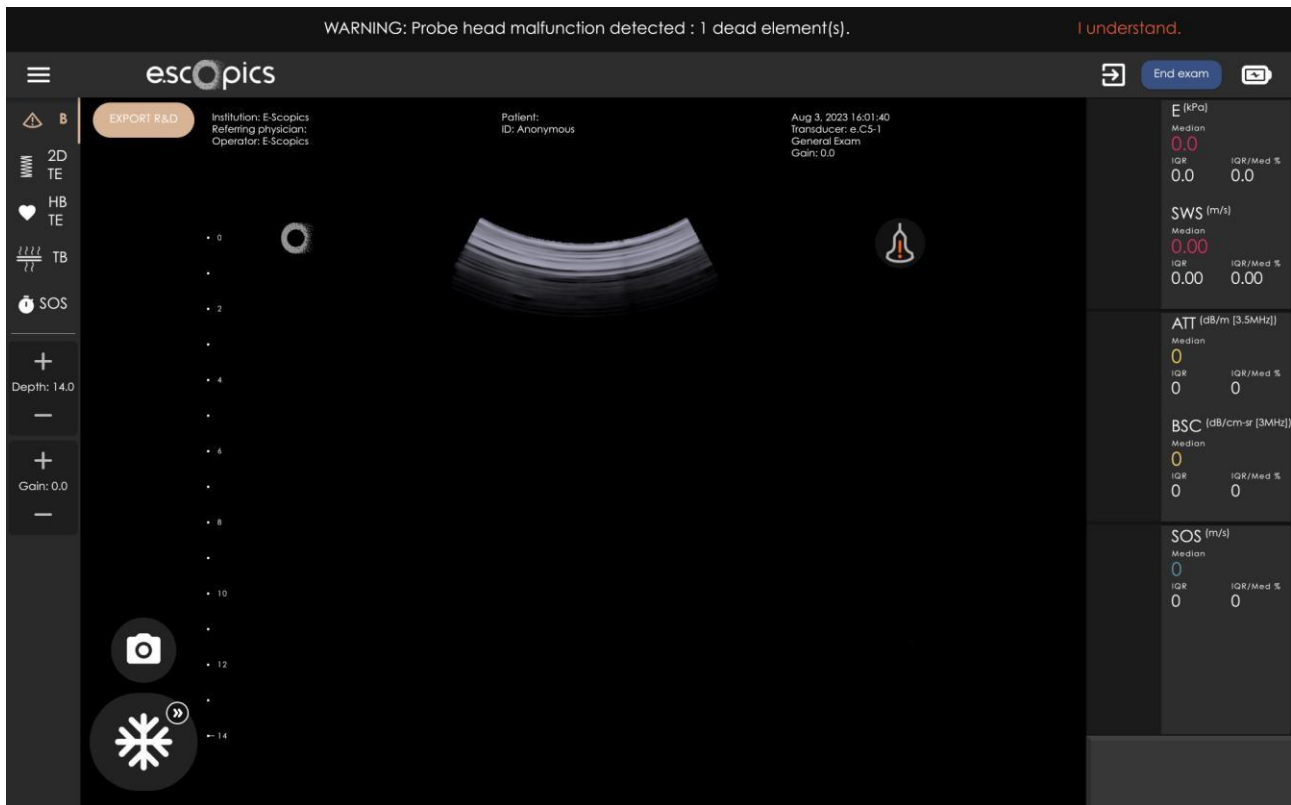 WARNING: Probe head malfunction detected : 1 dead element(s).
I understand.
e.scopics
End exam
B
2D
TE
HB
TE
TB
SOS
+
Depth: 14.0
−
+
Gain: 0.0
−
EXPORT R&D
Institution: E-Scopics
Referring physician:
Operator: E-Scopics
Patient:
ID: Anonymous
Aug 3, 2023 16:01:40
Transducer: e.C5-1
General Exam
Gain: 0.0
0
2
4
6
8
10
12
14
E (kPa)
Median
0.0
IQR IQR/Med %
0.0 0.0
SWS (m/s)
Median
0.00
IQR IQR/Med %
0.00 0.00
ATT (dB/m [3.5MHz])
Median
0
IQR IQR/Med %
0 0
BSC (dB/cm-sr [3MHz])
Median
0
IQR IQR/Med %
0 0
SOS (m/s)
Median
0
IQR IQR/Med %
0 0